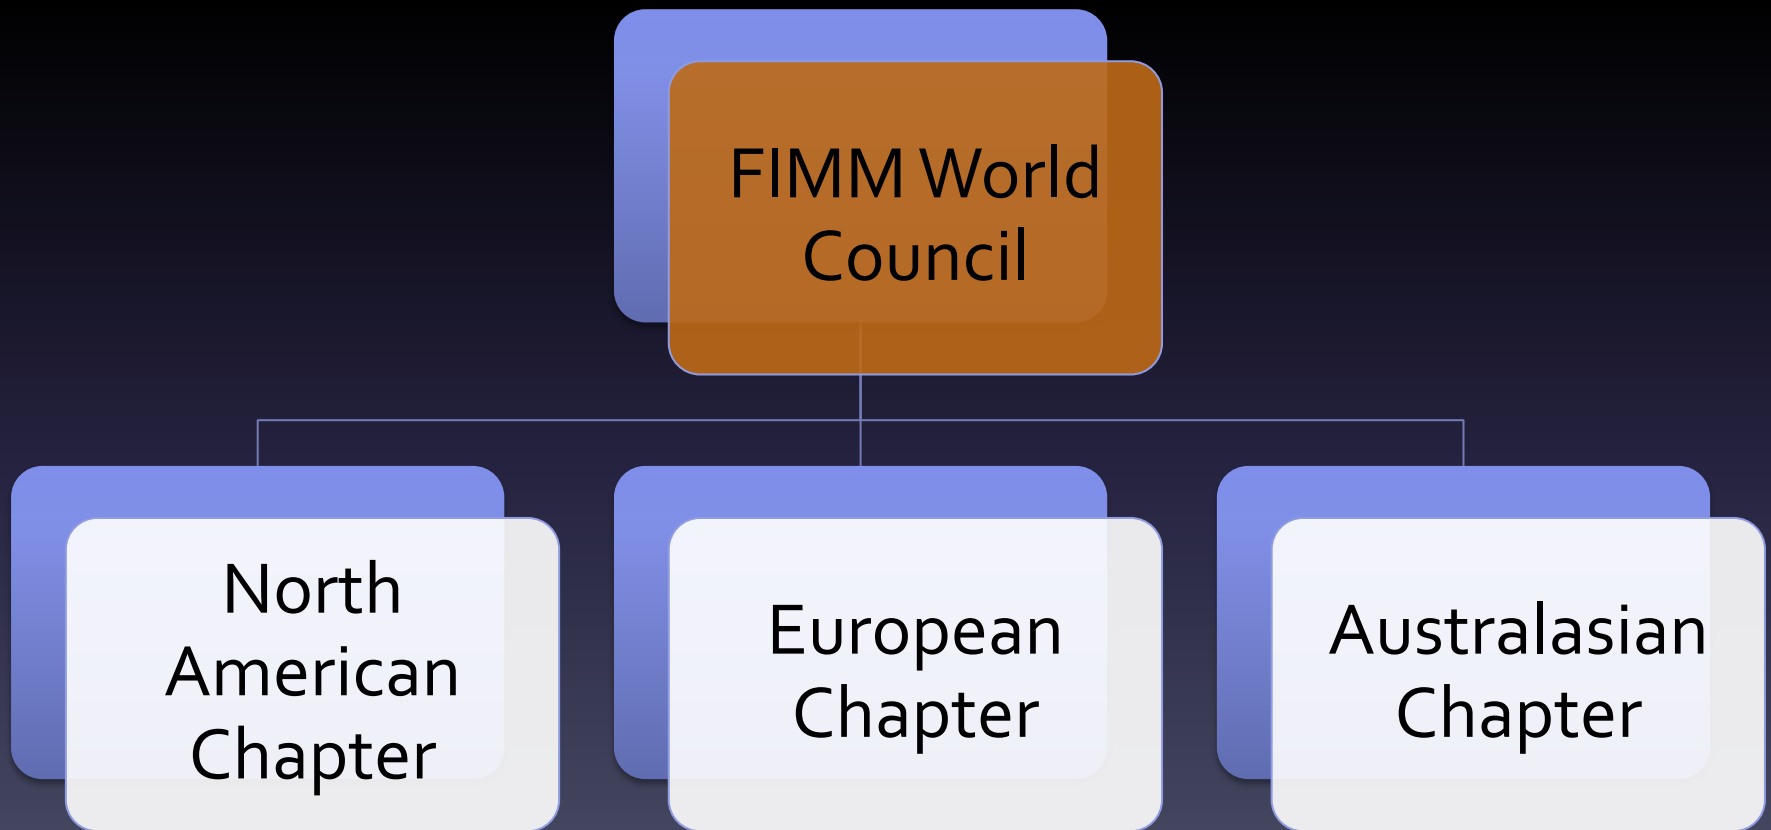 FIMM World
Council
North
American
Chapter
European
Chapter
Australasian
Chapter